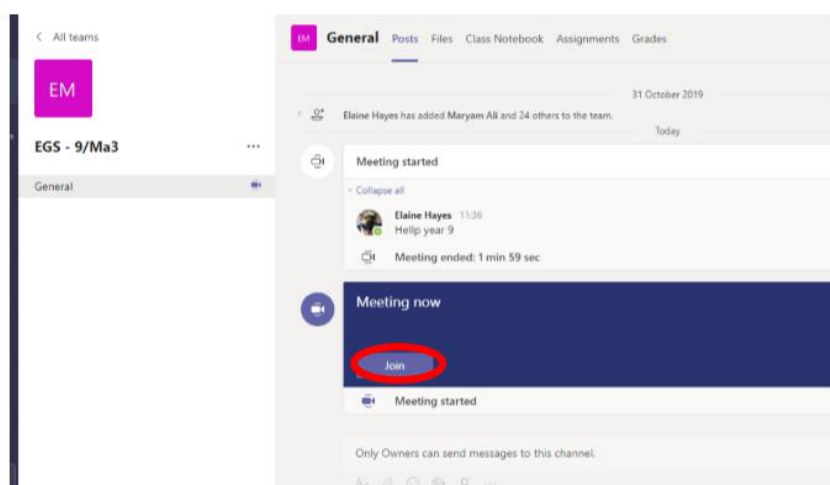 < All teams
EM
EGS - 9/Ma3
...
General
EM General Posts Files Class Notebook Assignments Grades
31 October 2019
Elaine Hayes has added Maryam Ali and 24 others to the team.
Today
Meeting started
Collapse all
Elaine Hayes 11:36
Hellp year 9
Meeting ended: 1 min 59 sec
Meeting now
Join
Meeting started
Only Owners can send messages to this channel.